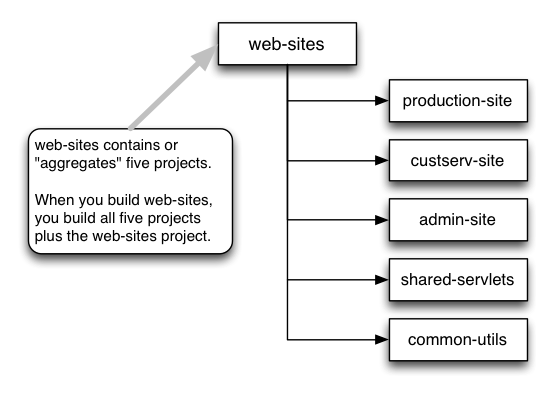 web-sites
production-site
custserv-site
admin-site
shared-servlets
common-utils
web-sites contains or
"aggregates" five projects.
When you build web-sites,
you build all five projects
plus the web-sites project.